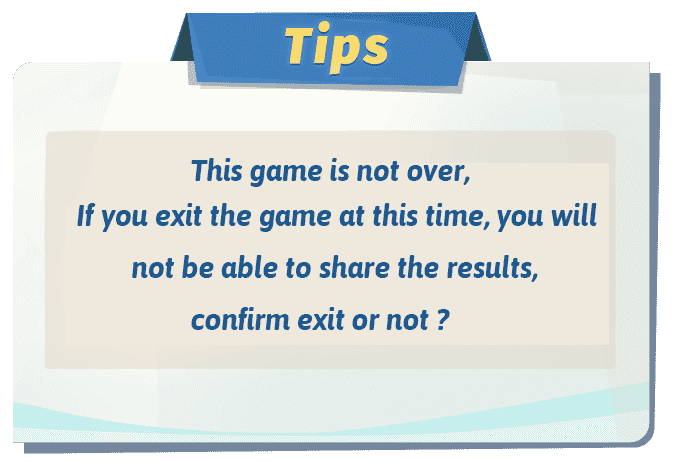 Tips
This game is not over,
If you exit the game at this time, you will
not be able to share the results,
confirm exit or not ?